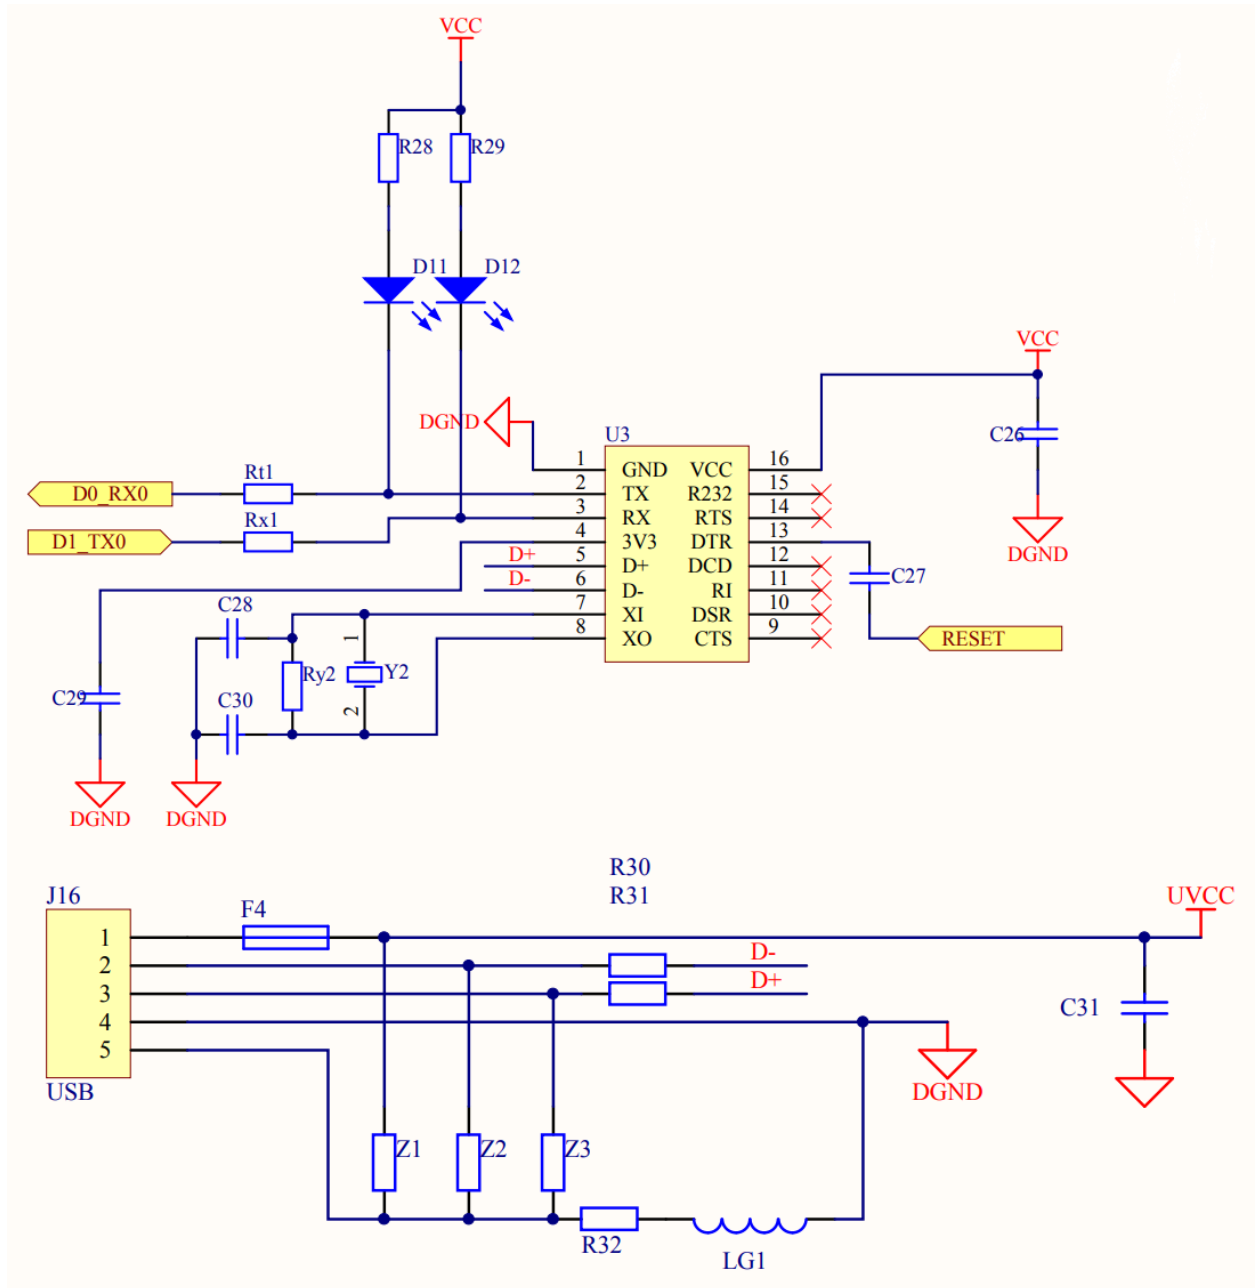 VCC
R28
R29
D11
D12
VCC
DGND
U3
C26
1
GND
VCC
16
Rt1
2
TX
R232
15
D0_RX0
Rx1
3
RX
RTS
14
D1_TX0
4
3V3
DTR
13
DGND
D+
5
D+
DCD
12
C27
D-
6
D-
RI
11
C28
7
XI
DSR
10
1
8
XO
CTS
9
RESET
Ry2
Y2
C29
C30
2
DGND
DGND
R30
R31
J16
F4
UVCC
1
2
D-
3
D+
4
C31
5
USB
DGND
Z1
Z2
Z3
R32
LG1